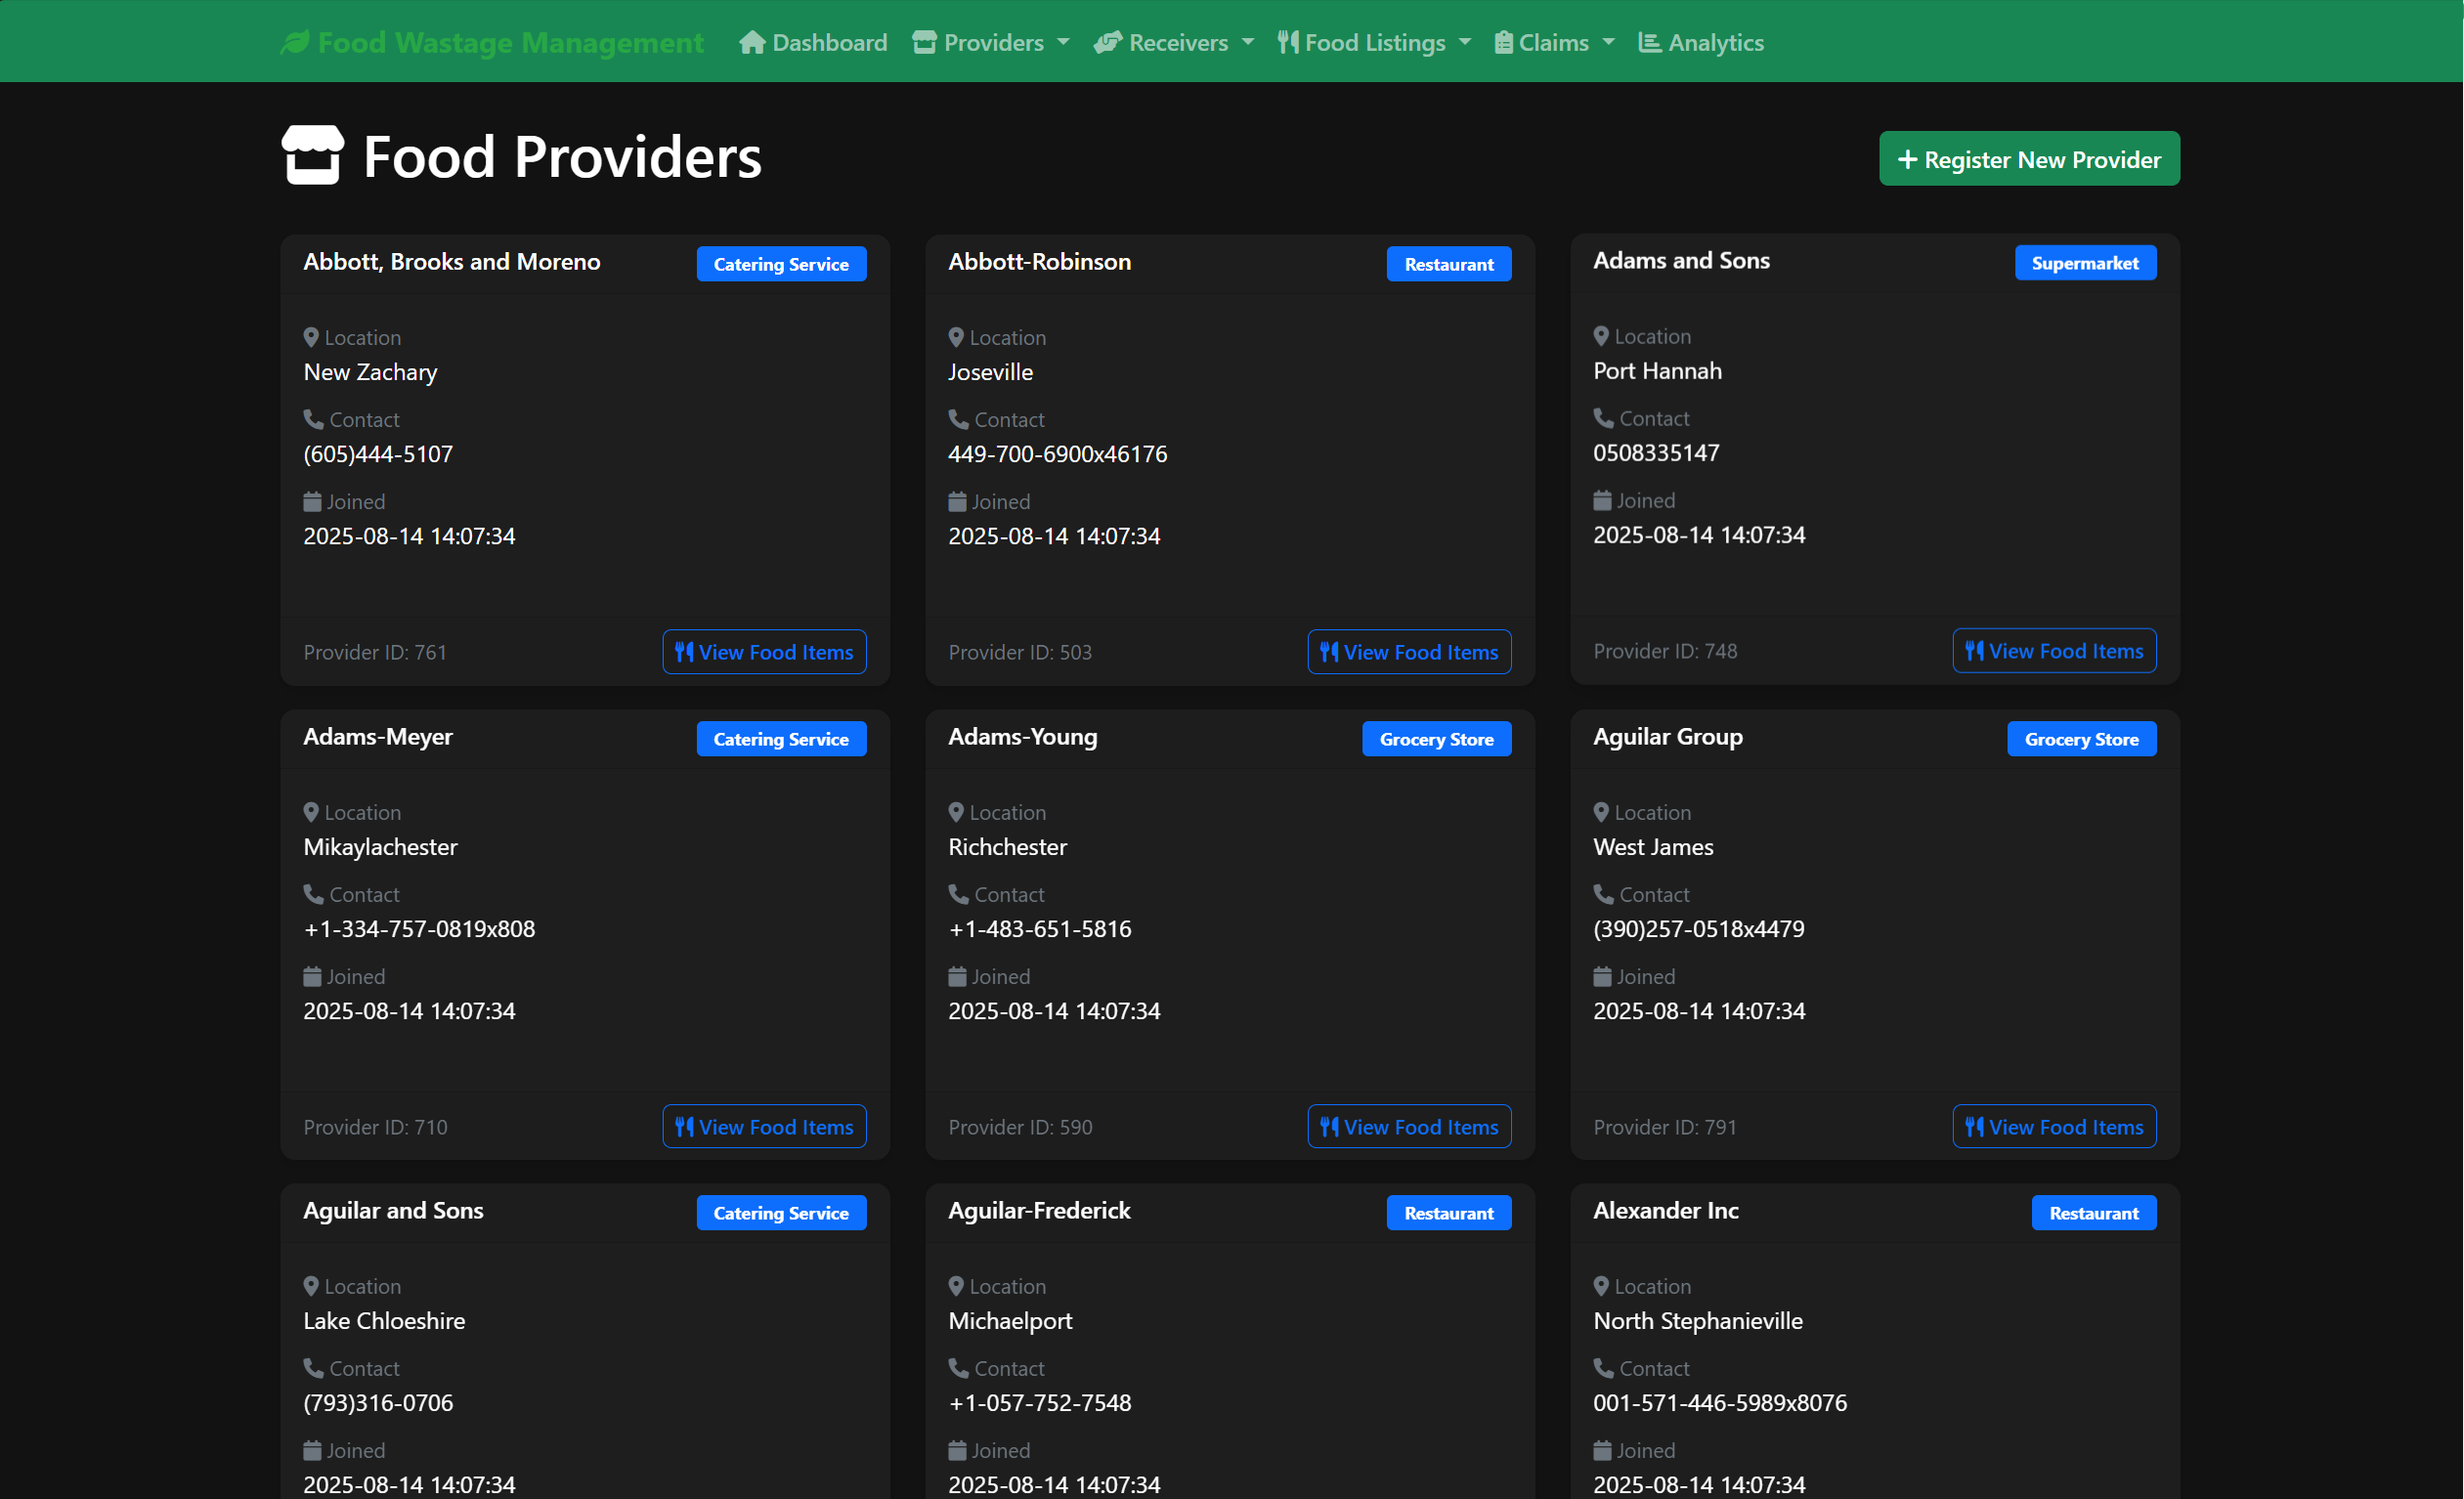 Food Wastage Management Dashboard Providers Receivers Food Listings Claims Analytics
Food Providers
+ Register New Provider
Abbott, Brooks and Moreno
Catering Service
Location
New Zachary
Contact
(605)444-5107
Joined
2025-08-14 14:07:34
Provider ID: 761
View Food Items
Abbott-Robinson
Restaurant
Location
Joseville
Contact
449-700-6900x46176
Joined
2025-08-14 14:07:34
Provider ID: 503
View Food Items
Adams and Sons
Supermarket
Location
Port Hannah
Contact
0508335147
Joined
2025-08-14 14:07:34
Provider ID: 748
View Food Items
Adams-Meyer
Catering Service
Location
Mikaylachester
Contact
+1-334-757-0819x808
Joined
2025-08-14 14:07:34
Provider ID: 710
View Food Items
Adams-Young
Grocery Store
Location
Richchester
Contact
+1-483-651-5816
Joined
2025-08-14 14:07:34
Provider ID: 590
View Food Items
Aguilar Group
Grocery Store
Location
West James
Contact
(390)257-0518x4479
Joined
2025-08-14 14:07:34
Provider ID: 791
View Food Items
Aguilar and Sons
Catering Service
Location
Lake Chloeshire
Contact
(793)316-0706
Joined
2025-08-14 14:07:34
Aguilar-Frederick
Restaurant
Location
Michaelport
Contact
+1-057-752-7548
Joined
2025-08-14 14:07:34
Alexander Inc
Restaurant
Location
North Stephanieville
Contact
001-571-446-5989x8076
Joined
2025-08-14 14:07:34